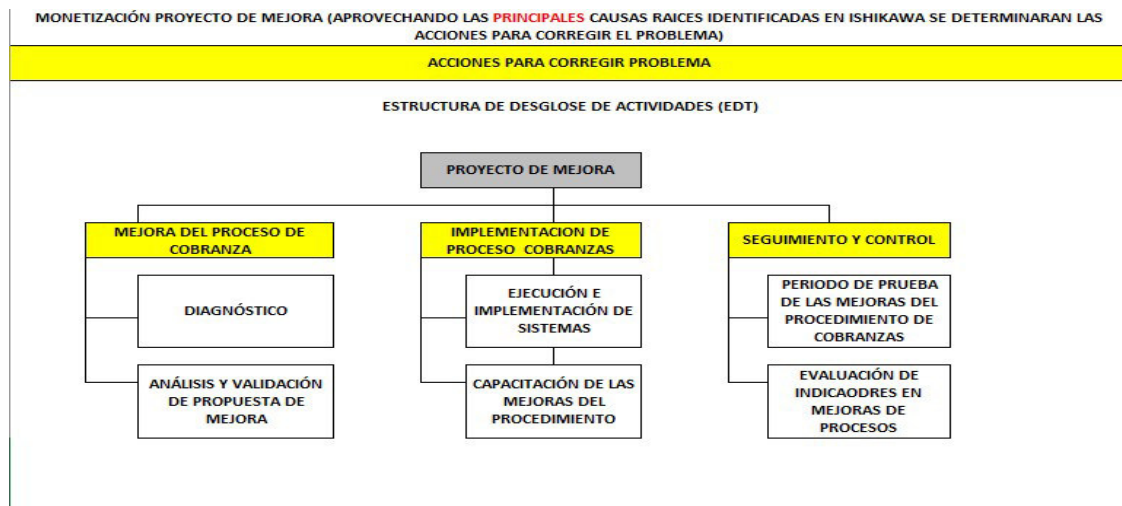 MONETIZACIÓN PROYECTO DE MEJORA (APROVECHANDO LAS PRINCIPALES CAUSAS RAICES IDENTIFICADAS EN ISHIKAWA SE DETERMINARAN LAS
ACCIONES PARA CORREGIR EL PROBLEMA)
ACCIONES PARA CORREGIR PROBLEMA
ESTRUCTURA DE DESGLOSE DE ACTIVIDADES (EDT)
PROYECTO DE MEJORA
MEJORA DEL PROCESO DE
COBRANZA
DIAGNÓSTICO
ANÁLISIS Y VALIDACIÓN
DE PROPUESTA DE
MEJORA
IMPLEMENTACION DE
PROCESO COBRANZAS
EJECUCIÓN E
IMPLEMENTACIÓN DE
SISTEMAS
CAPACITACIÓN DE LAS
MEJORAS DEL
PROCEDIMIENTO
SEGUIMIENTO Y CONTROL
PERIODO DE PRUEBA
DE LAS MEJORAS DEL
PROCEDIMIENTO DE
COBRANZAS
EVALUACIÓN DE
INDICAODRES EN
MEJORAS DE
PROCESOS